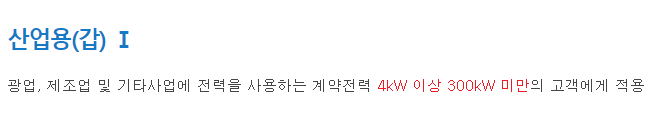 산업용(갑) Ⅰ
광업, 제조업 및 기타사업에 전력을 사용하는 계약전력 4kW 이상 300kW 미만의 고객에게 적용